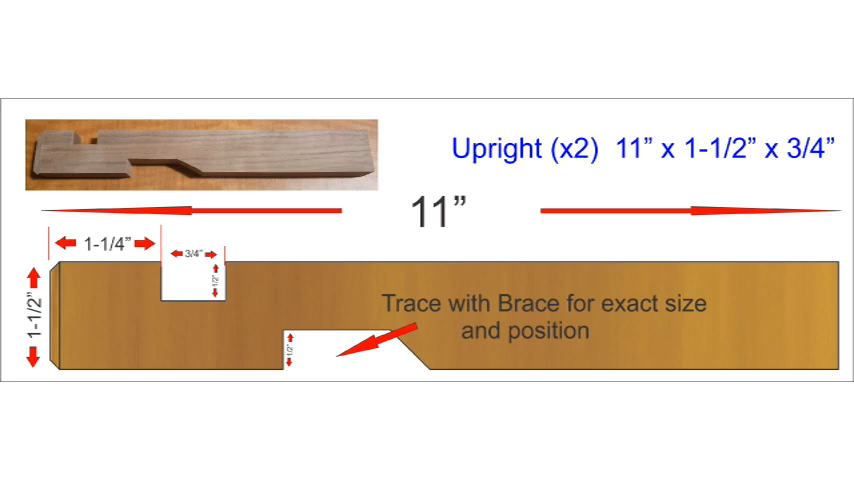 Upright (x2) 11” x 1-1/2” x 3/4”
11”
1-1/4”
3/4”
1/2”
1-1/2”
Trace with Brace for exact size
and position
1/2”